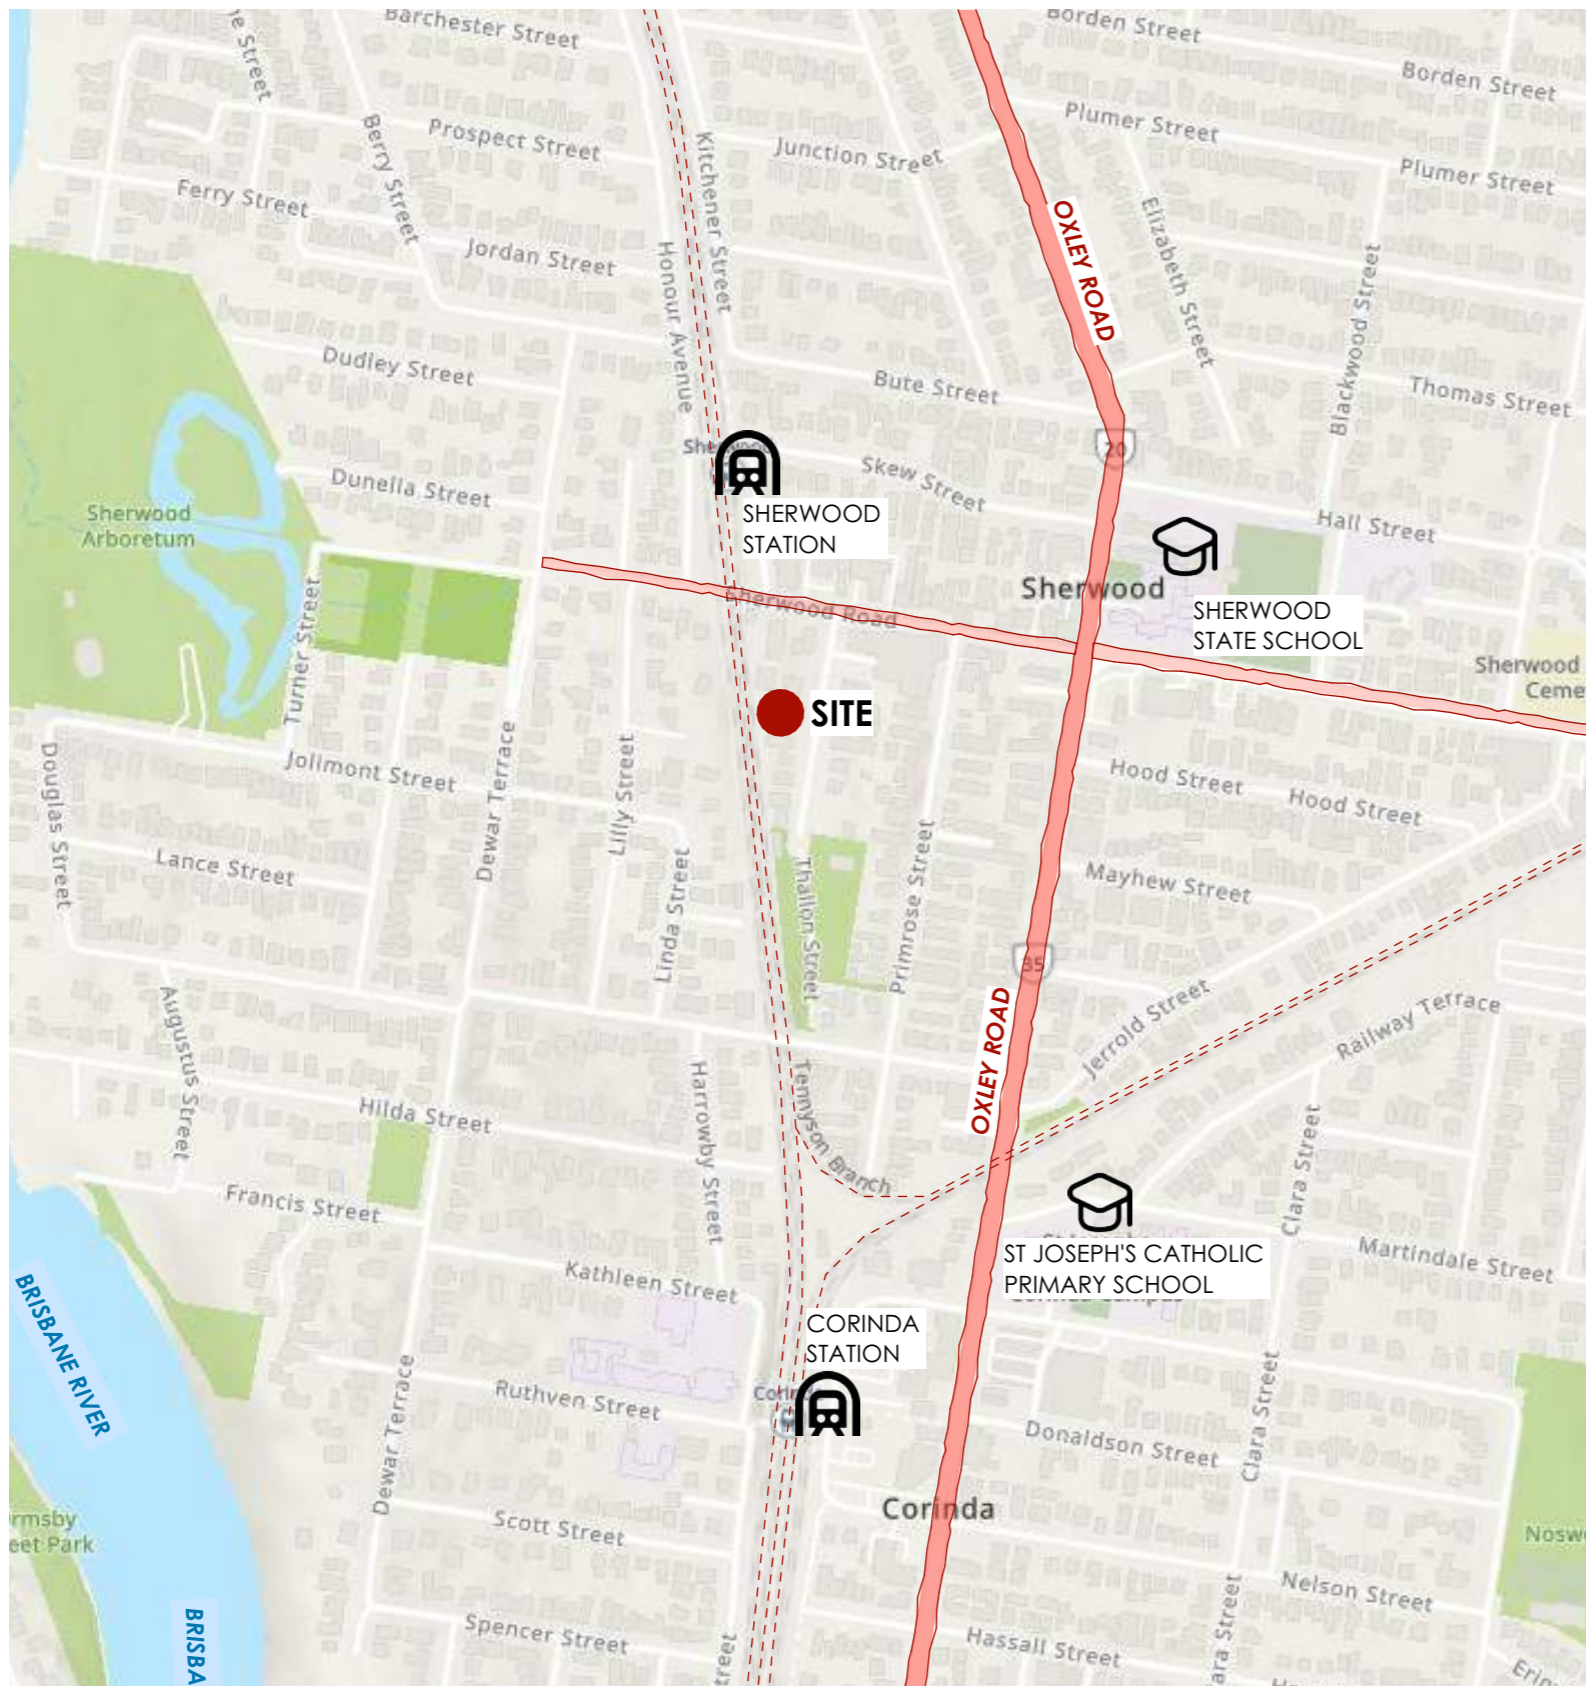 Barchester Street
Borden Street
Borden Street
Berry Street
Prospect Street
Kitchener Street
Junction Street
Plumer Street
Plumer Street
Ferry Street
Jordan Street
Honour Avenue
OXLEY ROAD
Elizabeth Street
Blackwood Street
Dudley Street
Bute Street
Thomas Street
20
Dunella Street
Skew Street
SHERWOOD
STATION
Sherwood
Arboretum
Hall Street
Sherwood
SHERWOOD
STATE SCHOOL
Sherwood Road
Turner Street
Sherwood
SITE
Jolimont Street
Douglas Street
Dewar Terrace
Lilly Street
Hood Street
Hood Street
Lance Street
Linda Street
Thallon Street
Primrose Street
Mayhew Street
35
OXLEY ROAD
Jerrold Street
Railway Terrace
Augustus Street
Hilda Street
Harrowby Street
Tennyson Branch
Clara Street
Francis Street
Kathleen Street
ST JOSEPH'S CATHOLIC
PRIMARY SCHOOL
Martindale Street
BRISBANE RIVER
CORINDA
STATION
Dewar Terrace
Ruthven Street
Donaldson Street
Clara Street
Corinda
Scott Street
Nelson Street
Spencer Street
Hassall Street